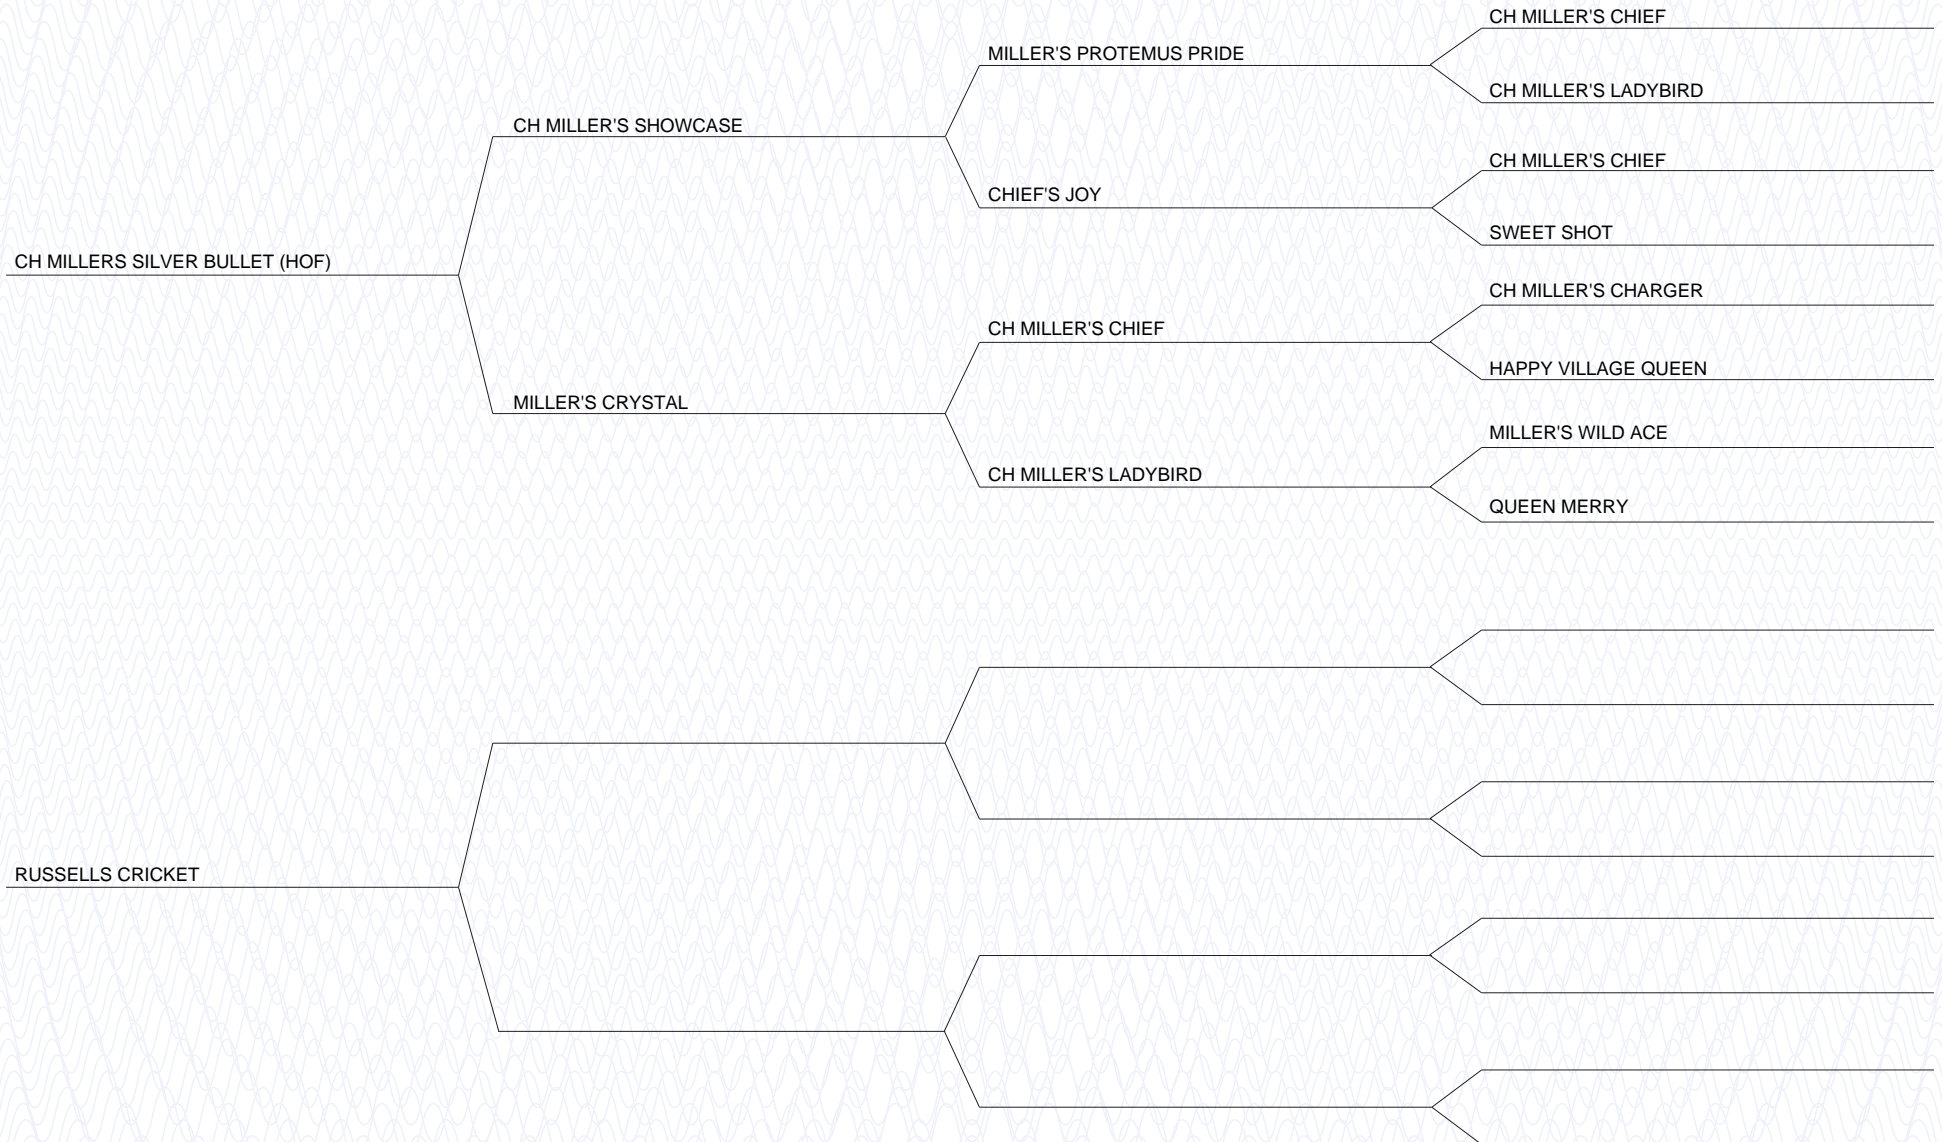 CH MILLER'S CHIEF
MILLER'S PROTEMUS PRIDE
CH MILLER'S LADYBIRD
CH MILLER'S SHOWCASE
CH MILLER'S CHIEF
CHIEF'S JOY
SWEET SHOT
CH MILLERS SILVER BULLET (HOF)
CH MILLER'S CHARGER
CH MILLER'S CHIEF
HAPPY VILLAGE QUEEN
MILLER'S CRYSTAL
MILLER'S WILD ACE
CH MILLER'S LADYBIRD
QUEEN MERRY
RUSSELLS CRICKET